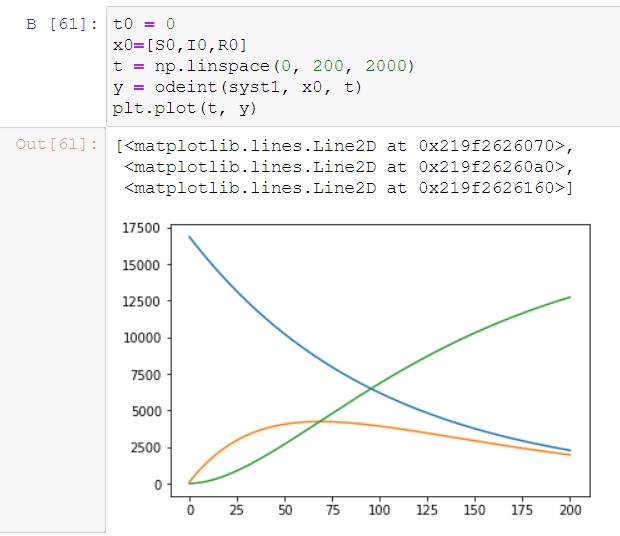 B [61]:
t0 = 0
x0=[S0,I0,R0]
t = np.linspace(0, 200, 2000)
y = odeint(syst1, x0, t)
plt.plot(t, y)
Out[61]:
[<matplotlib.lines.Line2D at 0x219f2626070>,
<matplotlib.lines.Line2D at 0x219f26260a0>,
<matplotlib.lines.Line2D at 0x219f2626160>]
17500
15000
12500
10000
7500
5000
2500
0
0 25 50 75 100 125 150 175 200